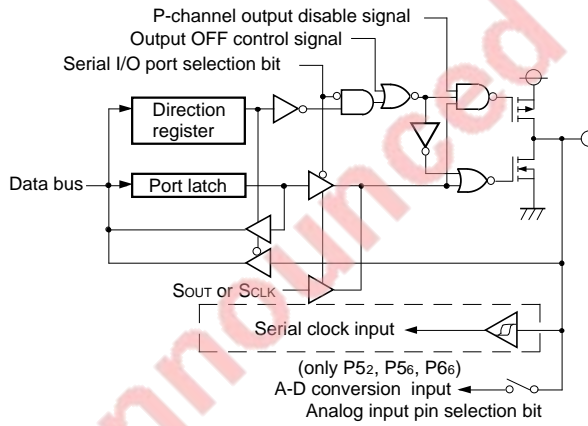 P-channel output disable signal
Output OFF control signal
Serial I/O port selection bit
Direction
register
Data bus
Port latch
SOUT or SCLK
Serial clock input
(only P52, P56, P66)
A-D conversion input
Analog input pin selection bit
nnounced